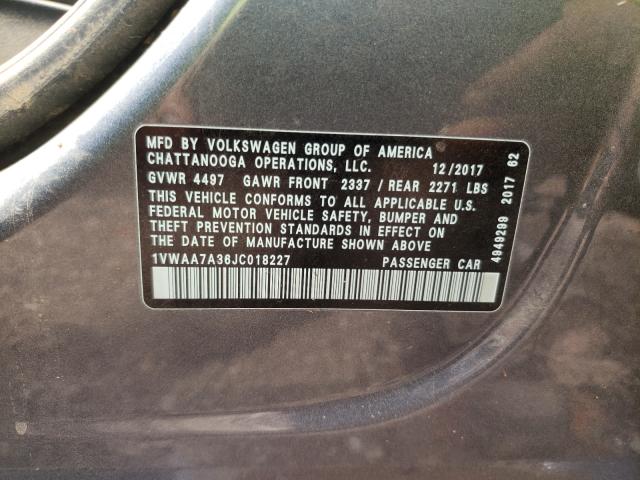 MFD BY VOLKSWAGEN GROUP OF AMERICA
CHATTANOOGA OPERATIONS, LLC. 12/2017
GVWR 4497 GAWR FRONT 2337 / REAR 2271 LBS
THIS VEHICLE CONFORMS TO ALL APPLICABLE U.S.
FEDERAL MOTOR VEHICLE SAFETY, BUMPER AND
THEFT PREVENTION STANDARDS IN EFFECT ON
THE DATE OF MANUFACTURE SHOWN ABOVE
1VWAA7A36JC018227 PASSENGER CAR
4949299 2017 62